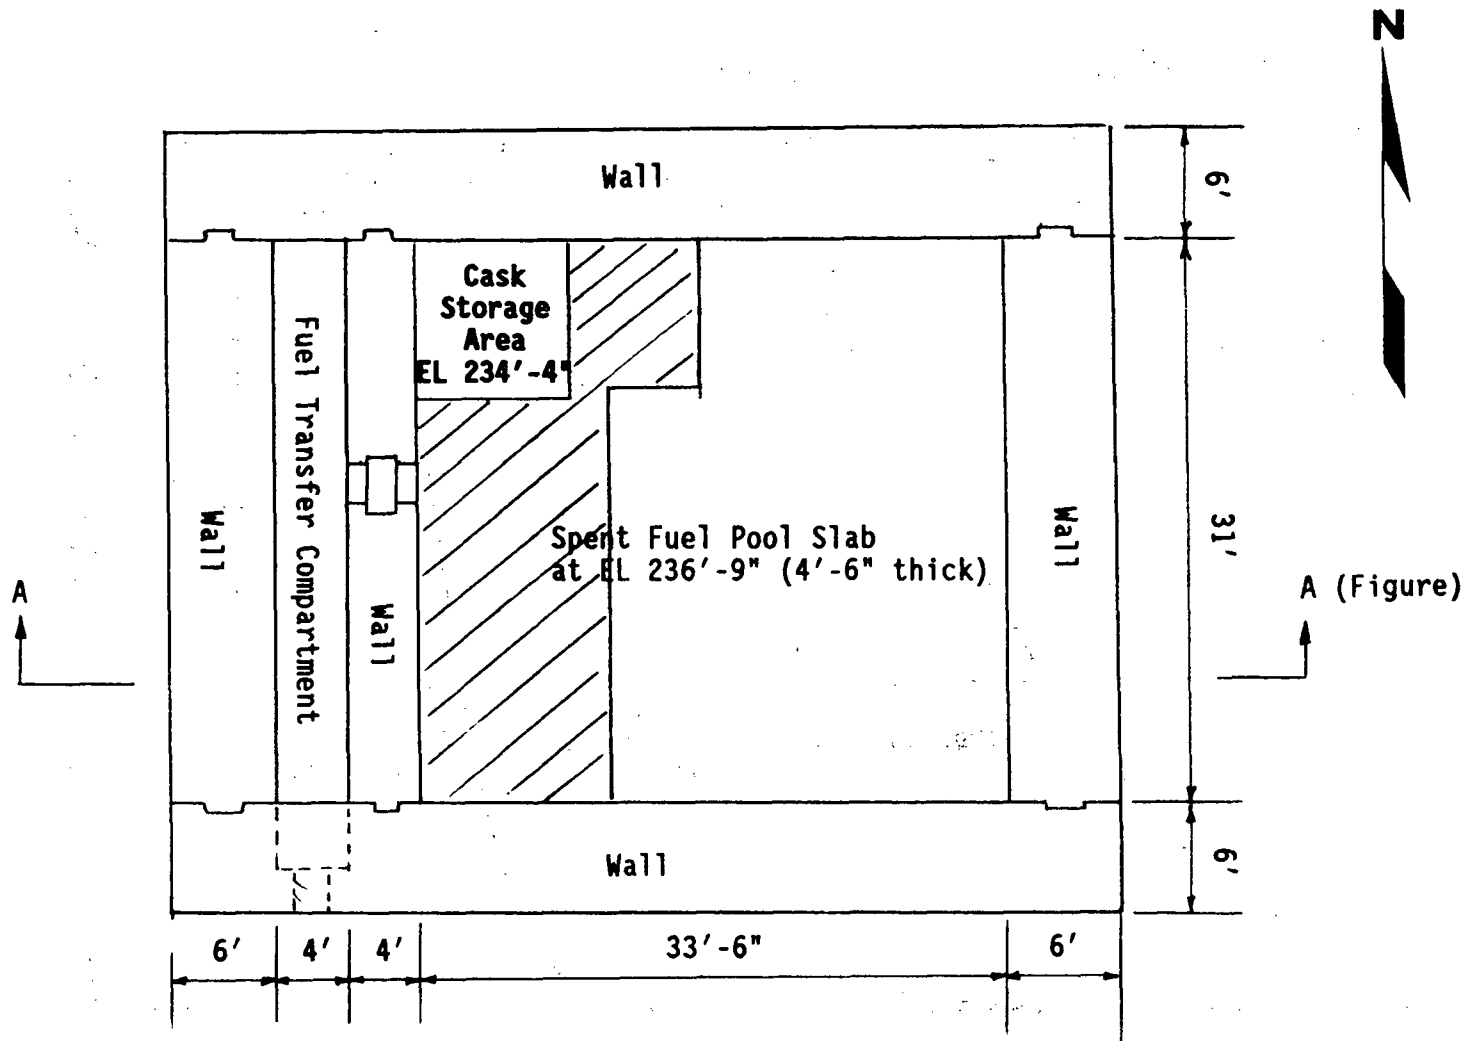 N
Wall
6'
Cask
Storage
Area
EL 234'-4"
Fuel Transfer Compartment
Wall
Wall
Spent Fuel Pool Slab
at EL 236'-9" (4'-6" thick)
Wall
31'
A
A (Figure)
Wall
6'
6'
4'
4'
33'-6"
6'